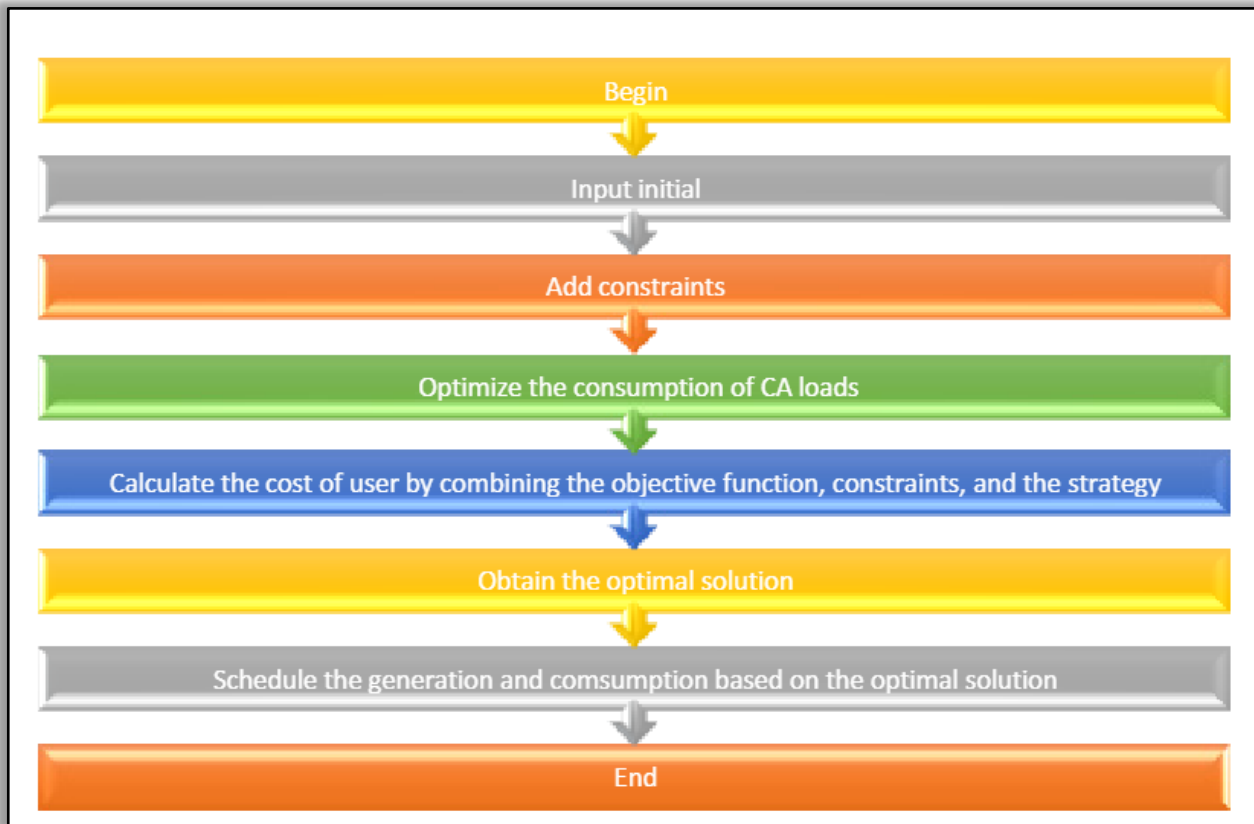 Begin
Input initial
Add constraints
Optimize the consumption of CA loads
Calculate the cost of user by combining the objective function, constraints, and the strategy
Obtain the optimal solution
Schedule the generation and comsumption based on the optimal solution
End